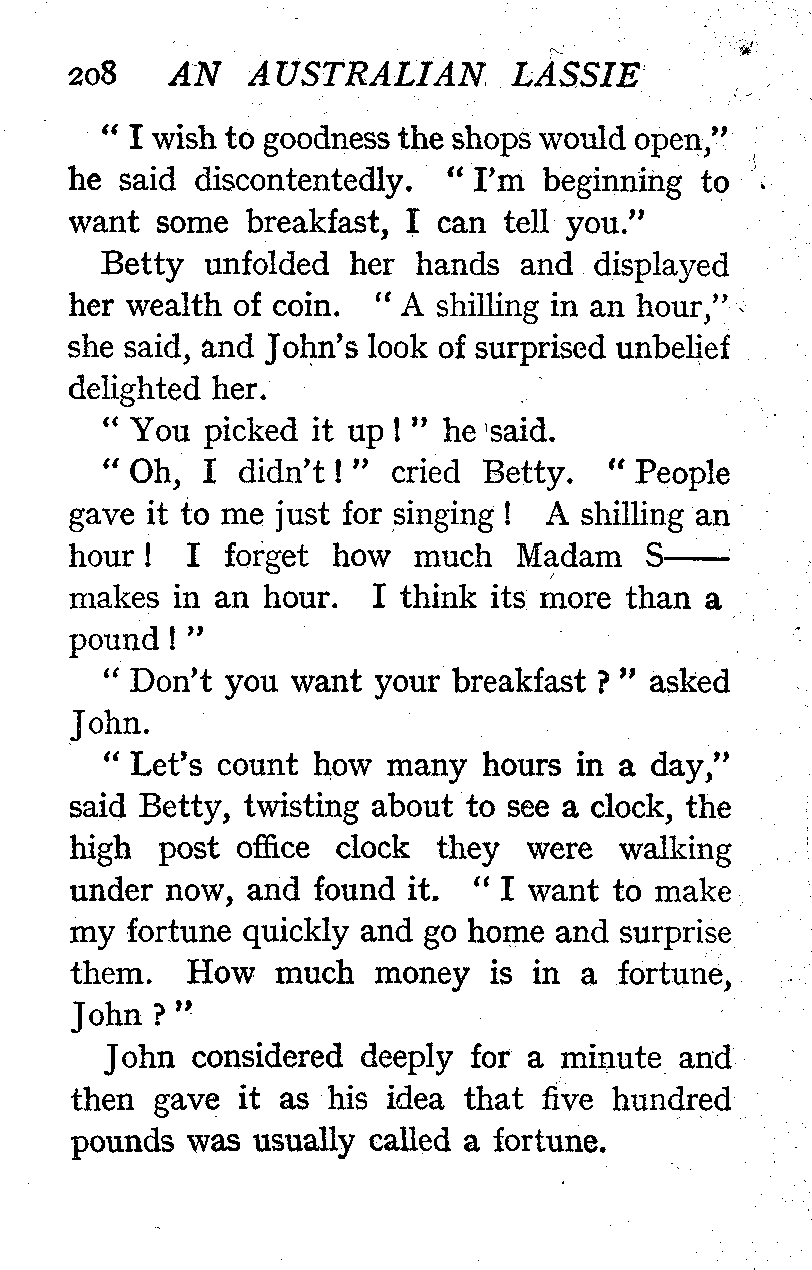 208 AN AUSTRALIAN LASSIE
“ I wish to goodness the shops would open,”
he said discontentedly. “ I’m beginning to
want some breakfast, I can tell you.”
Betty unfolded her hands and displayed
her wealth of coin. “ A shilling in an hour,”
she said, and John’s look of surprised unbelief
delighted her.
“ You picked it up ! ” he said.
“ Oh, I didn’t ! ” cried Betty. “ People
gave it to me just for singing ! A shilling an
hour ! I forget how much Madam S——
makes in an hour. I think its more than a
pound ! ”
“ Don’t you want your breakfast ? ” asked
John.
“ Let’s count how many hours in a day,”
said Betty, twisting about to see a clock, the
high post office clock they were walking
under now, and found it. “ I want to make
my fortune quickly and go home and surprise
them. How much money is in a fortune,
John ? ”
John considered deeply for a minute and
then gave it as his idea that five hundred
pounds was usually called a fortune.